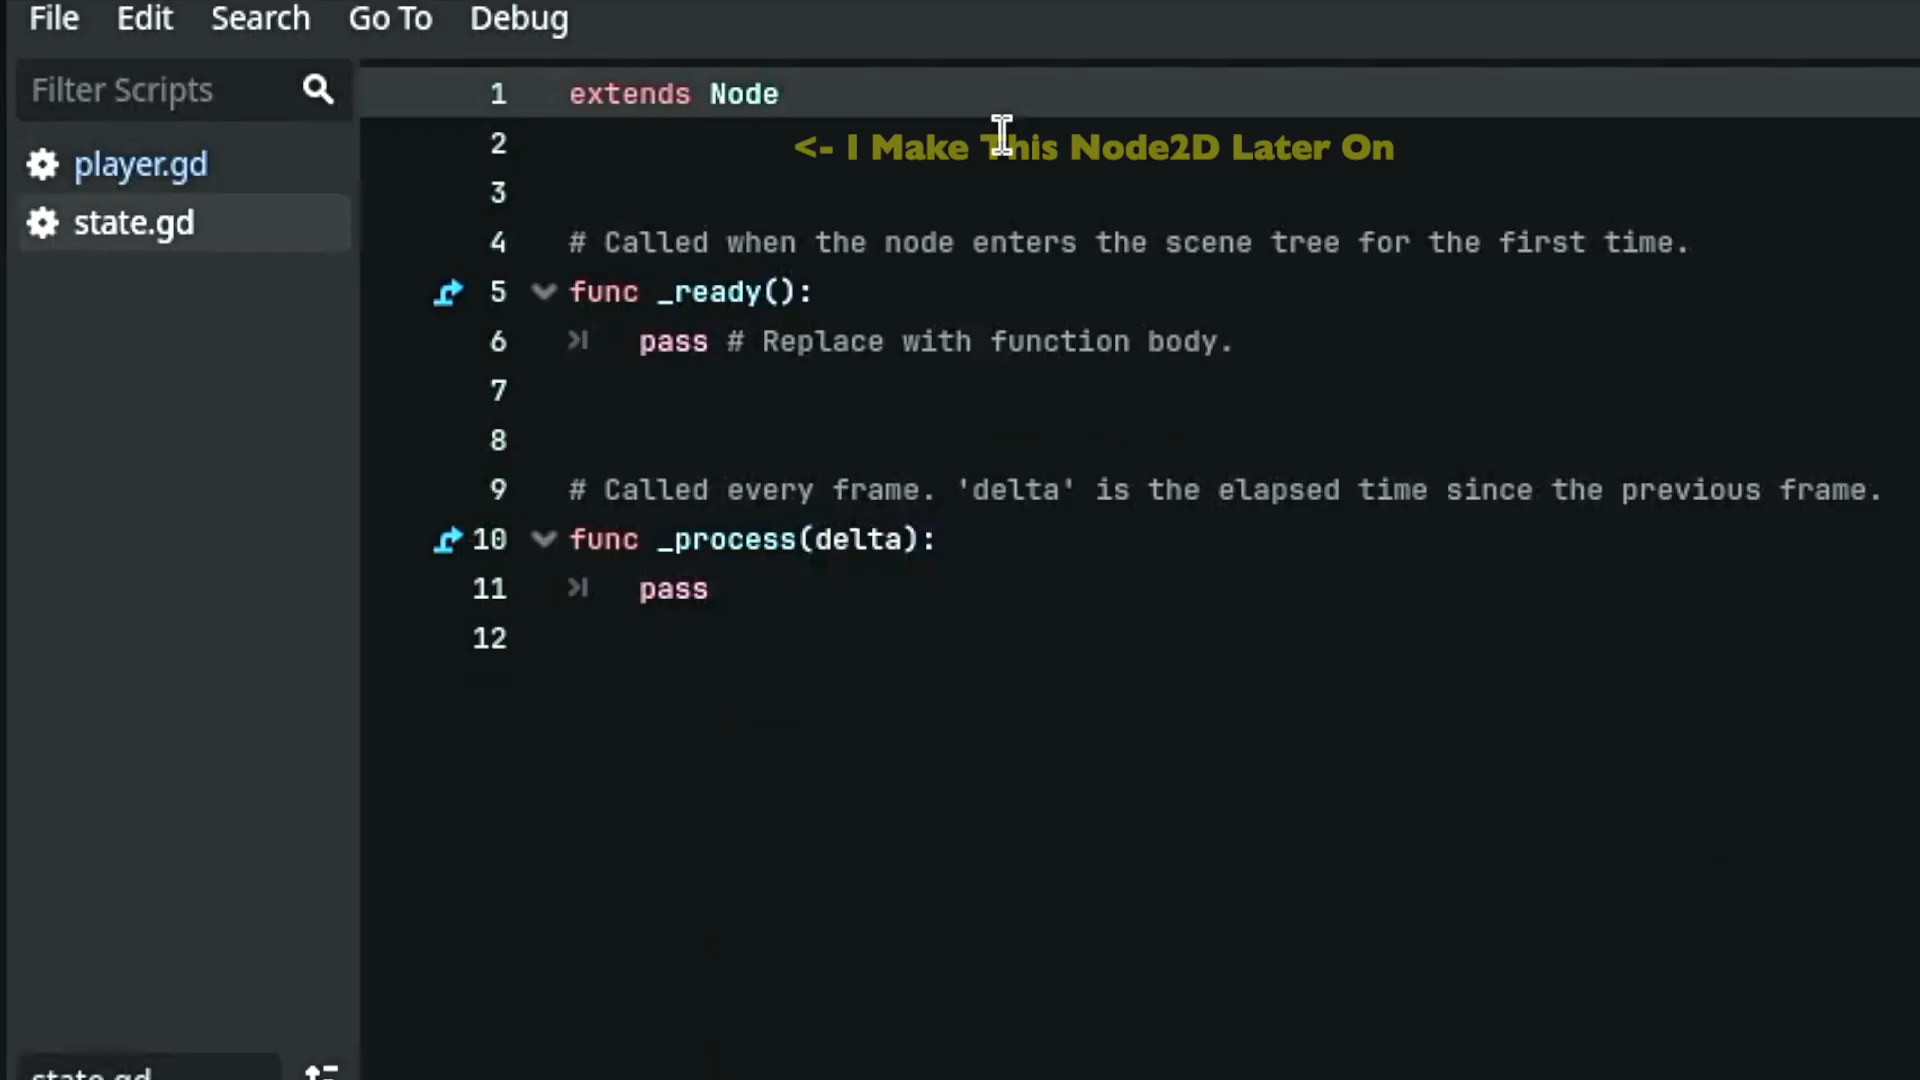 File Edit Search Go To Debug
Filter Scripts
player.gd
state.gd
1 extends Node
2 <- I Make This Node2D Later On
3
4 # Called when the node enters the scene tree for the first time.
5 func _ready():
6 pass # Replace with function body.
7
8
9 # Called every frame. 'delta' is the elapsed time since the previous frame.
10 func _process(delta):
11 pass
12
state.gd